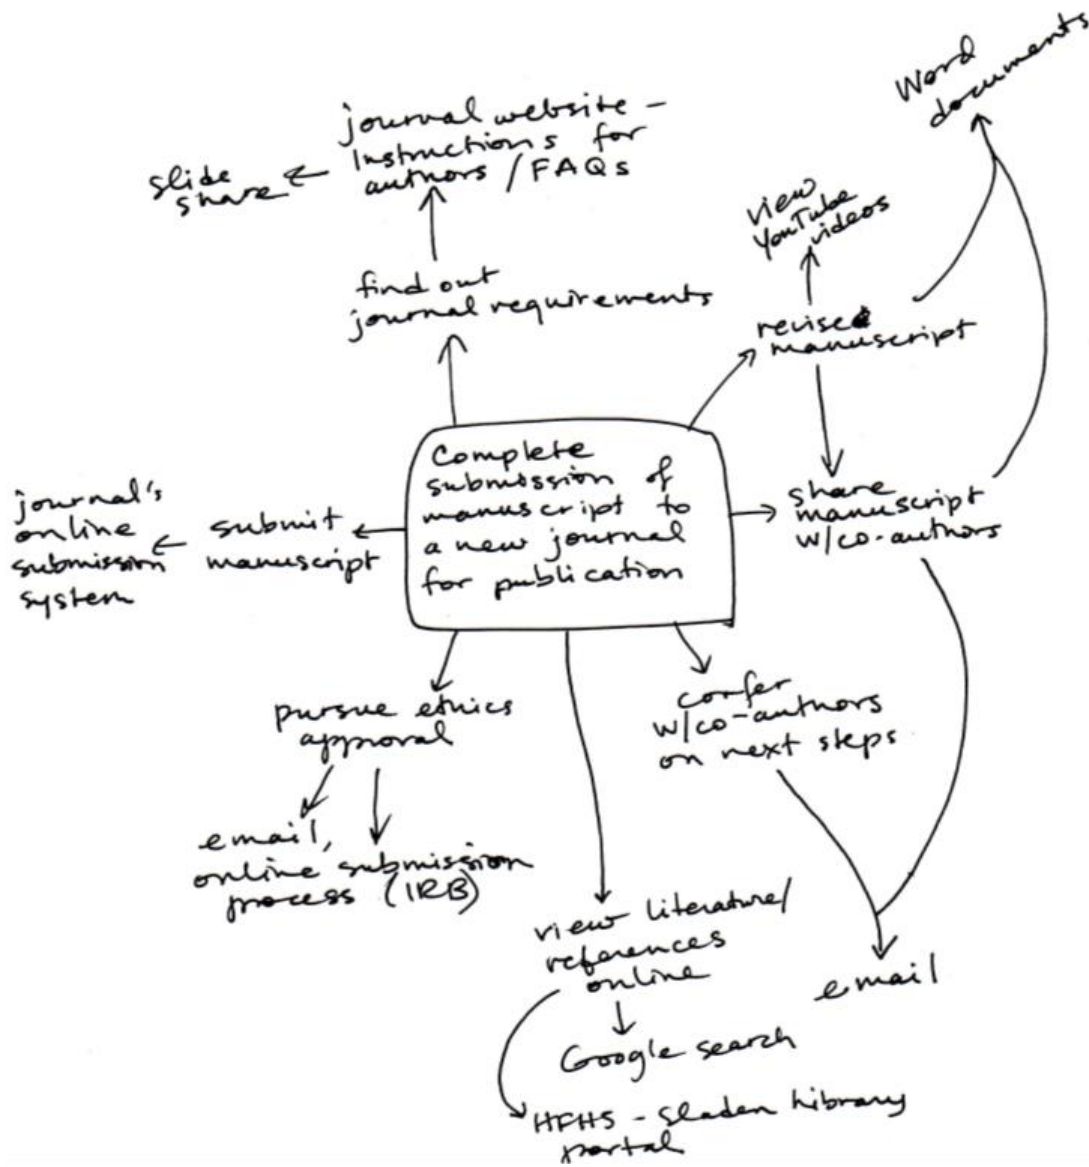 Word
documents
journal website -
Instructions for
authors / FAQs
slide
share
view
YouTube
videos
find out
journal requirements
revise
manuscript
Complete
submission of
manuscript to
a new journal
for publication
share
manuscript
w/co-authors
submit
manuscript
journal's
online
submission
system
pursue ethics
approval
confer
w/co-authors
on next steps
email,
online submission
process (IRB)
view literature/
references
online
email
Google search
HFHS - Sladen Library
portal